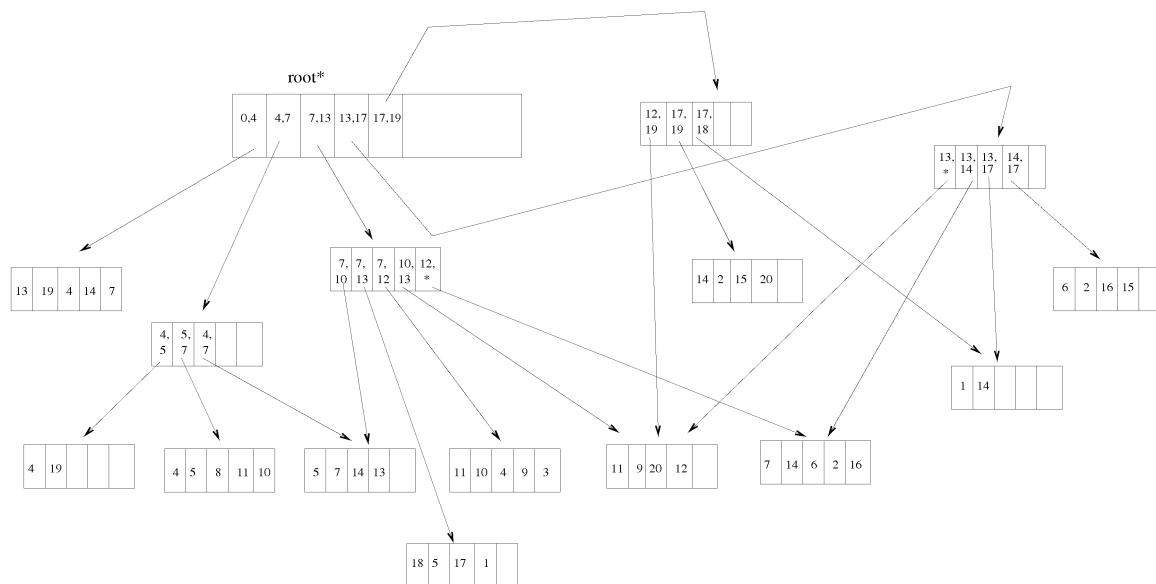 root*
0,4 4,7 7,13 13,17 17,19
12, 17, 17,
19 19 18
13, 13, 13, 14,
* 14 17 17
7, 7, 7, 10, 12,
10 13 12 13 *
13 19 4 14 7
14 2 15 20
6 2 16 15
4, 5, 4,
5 7 7
1 14
4 19
4 5 8 11 10
5 7 14 13
11 10 4 9 3
11 9 20 12
7 14 6 2 16
18 5 17 1